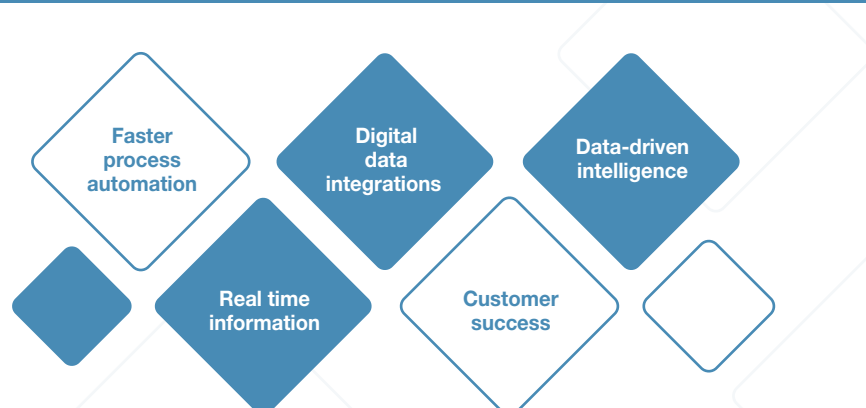 Faster
process
automation
Digital
data
integrations
Data-driven
intelligence
Real time
information
Customer
success